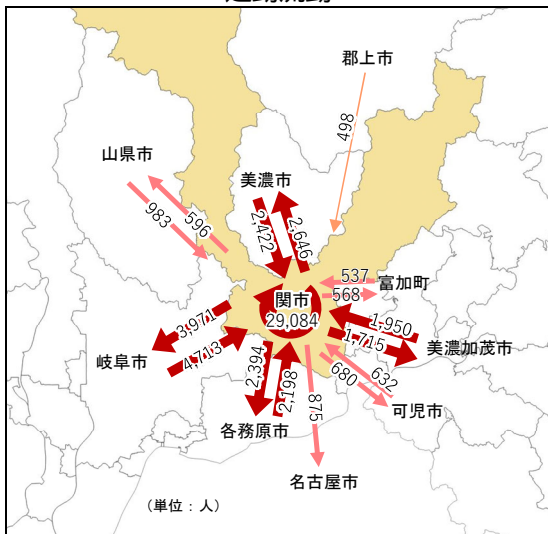 郡上市
498
山県市
596
983
美濃市
2,422
2,646
537
富加町
568
関市
29,084
3,971
1,950
1,715
美濃加茂市
岐阜市
4,713
2,394
2,198
875
680
632
可児市
各務原市
名古屋市
（単位：人）